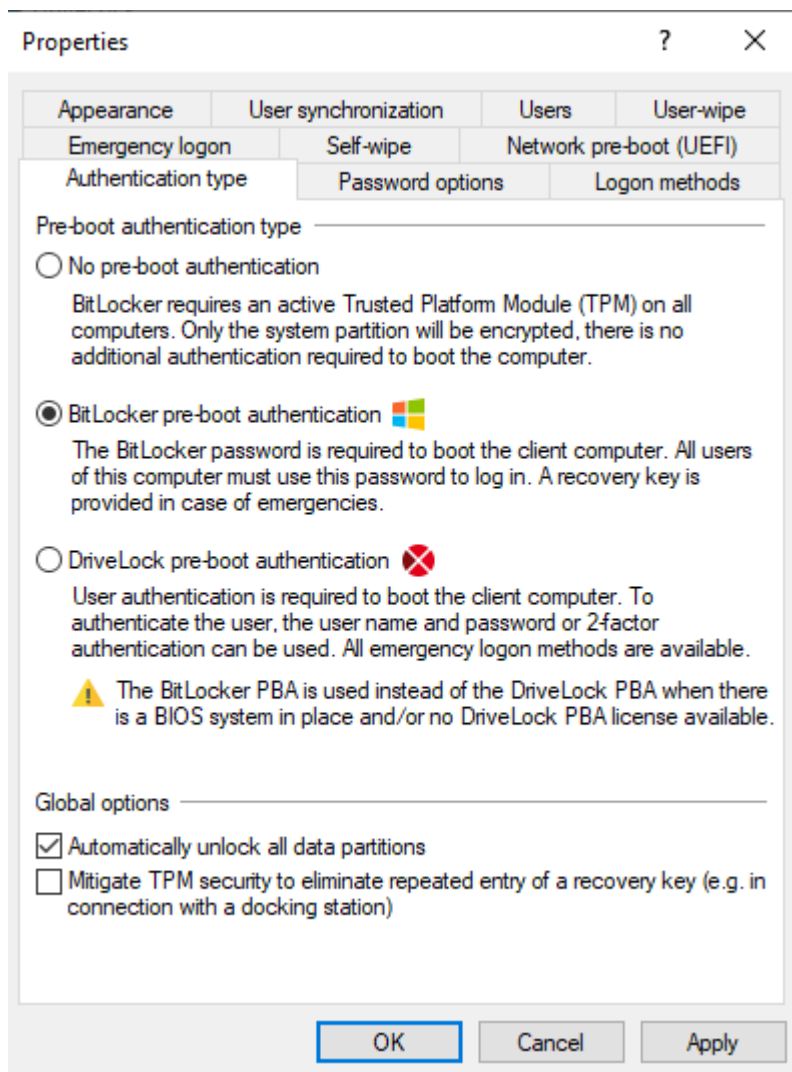 Properties
?
Appearance
User synchronization
Users
User-wipe
Emergency logon
Self-wipe
Network pre-boot (UEFI)
Authentication type
Password options
Logon methods
Pre-boot authentication type
No pre-boot authentication
BitLocker requires an active Trusted Platform Module (TPM) on all
computers. Only the system partition will be encrypted, there is no
additional authentication required to boot the computer.
BitLocker pre-boot authentication
The BitLocker password is required to boot the client computer. All users
of this computer must use this password to log in. A recovery key is
provided in case of emergencies.
DriveLock pre-boot authentication
User authentication is required to boot the client computer. To
authenticate the user, the user name and password or 2-factor
authentication can be used. All emergency logon methods are available.
The BitLocker PBA is used instead of the DriveLock PBA when there
is a BIOS system in place and/or no DriveLock PBA license available.
Global options
Automatically unlock all data partitions
Mitigate TPM security to eliminate repeated entry of a recovery key (e.g. in
connection with a docking station)
OK
Cancel
Apply